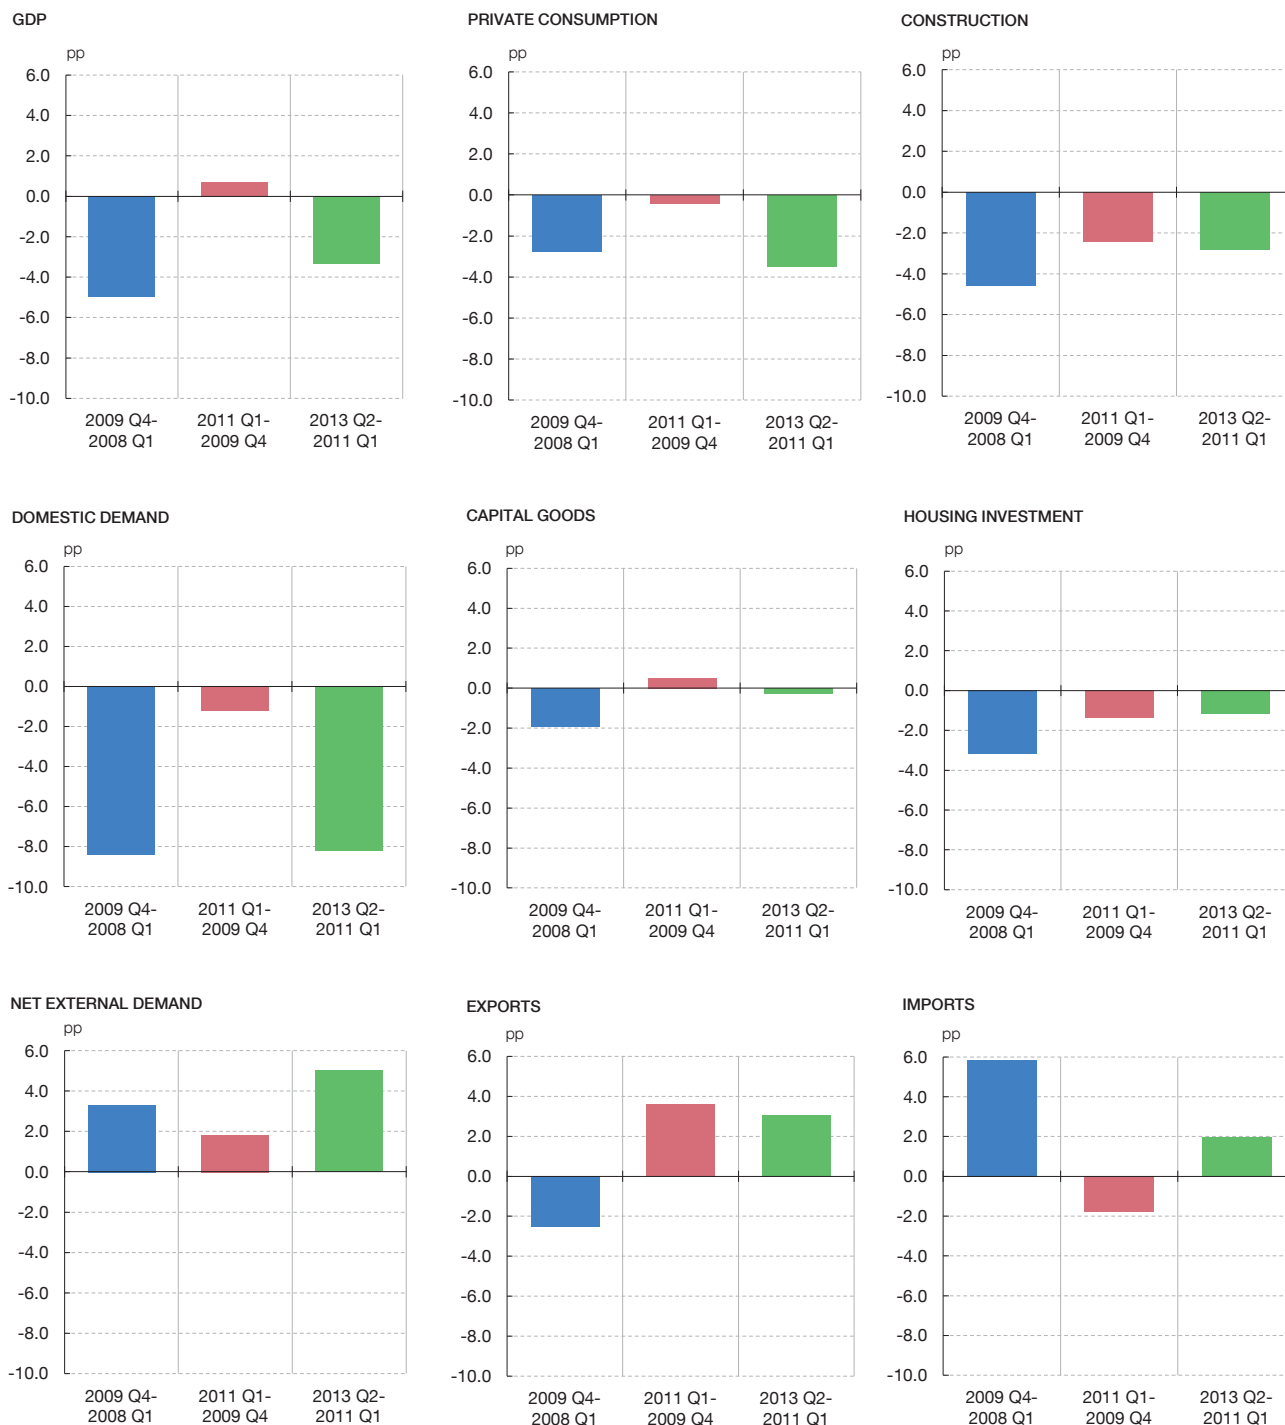 GDP
pp
6.0
4.0
2.0
0.0
-2.0
-4.0
-6.0
-8.0
-10.0
2009 Q4-
2008 Q1
2011 Q1-
2009 Q4
2013 Q2-
2011 Q1
PRIVATE CONSUMPTION
pp
6.0
4.0
2.0
0.0
-2.0
-4.0
-6.0
-8.0
-10.0
2009 Q4-
2008 Q1
2011 Q1-
2009 Q4
2013 Q2-
2011 Q1
CONSTRUCTION
pp
6.0
4.0
2.0
0.0
-2.0
-4.0
-6.0
-8.0
-10.0
2009 Q4-
2008 Q1
2011 Q1-
2009 Q4
2013 Q2-
2011 Q1
DOMESTIC DEMAND
pp
6.0
4.0
2.0
0.0
-2.0
-4.0
-6.0
-8.0
-10.0
2009 Q4-
2008 Q1
2011 Q1-
2009 Q4
2013 Q2-
2011 Q1
CAPITAL GOODS
pp
6.0
4.0
2.0
0.0
-2.0
-4.0
-6.0
-8.0
-10.0
2009 Q4-
2008 Q1
2011 Q1-
2009 Q4
2013 Q2-
2011 Q1
HOUSING INVESTMENT
pp
6.0
4.0
2.0
0.0
-2.0
-4.0
-6.0
-8.0
-10.0
2009 Q4-
2008 Q1
2011 Q1-
2009 Q4
2013 Q2-
2011 Q1
NET EXTERNAL DEMAND
pp
6.0
4.0
2.0
0.0
-2.0
-4.0
-6.0
-8.0
-10.0
2009 Q4-
2008 Q1
2011 Q1-
2009 Q4
2013 Q2-
2011 Q1
EXPORTS
pp
6.0
4.0
2.0
0.0
-2.0
-4.0
-6.0
-8.0
-10.0
2009 Q4-
2008 Q1
2011 Q1-
2009 Q4
2013 Q2-
2011 Q1
IMPORTS
pp
6.0
4.0
2.0
0.0
-2.0
-4.0
-6.0
-8.0
-10.0
2009 Q4-
2008 Q1
2011 Q1-
2009 Q4
2013 Q2-
2011 Q1